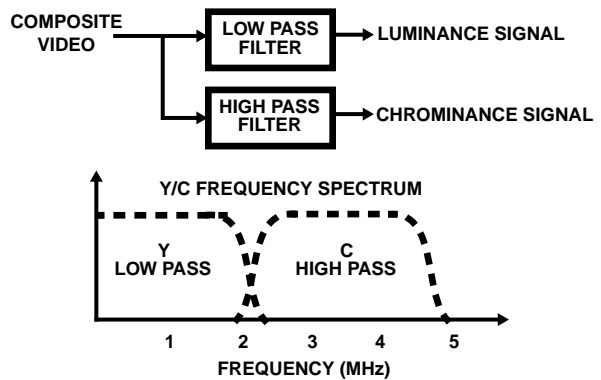 COMPOSITE
VIDEO
LOW PASS
FILTER
LUMINANCE SIGNAL
HIGH PASS
FILTER
CHROMINANCE SIGNAL
Y/C FREQUENCY SPECTRUM
Y
LOW PASS
C
HIGH PASS
1 2 3 4 5
FREQUENCY (MHz)